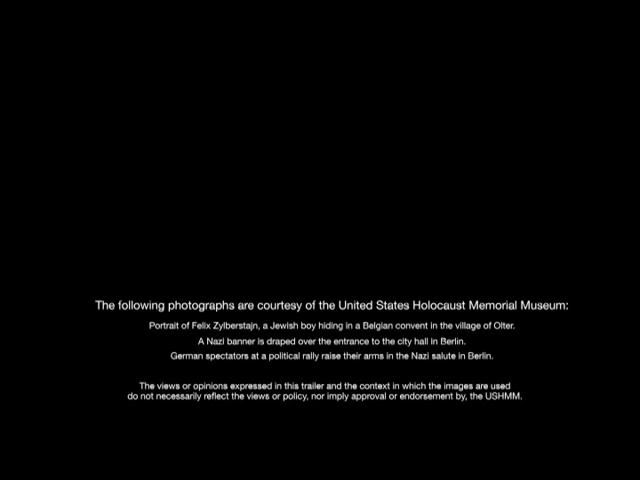 The following photographs are courtesy of the United States Holocaust Memorial Museum:
Portrait of Felix Zylberstajn, a Jewish boy hiding in a Belgian convent in the village of Olter.
A Nazi banner is draped over the entrance to the city hall in Berlin.
German spectators at a political rally raise their arms in the Nazi salute in Berlin.
The views or opinions expressed in this trailer and the context in which the images are used
do not necessarily reflect the views or policy, nor imply approval or endorsement by, the USHMM.